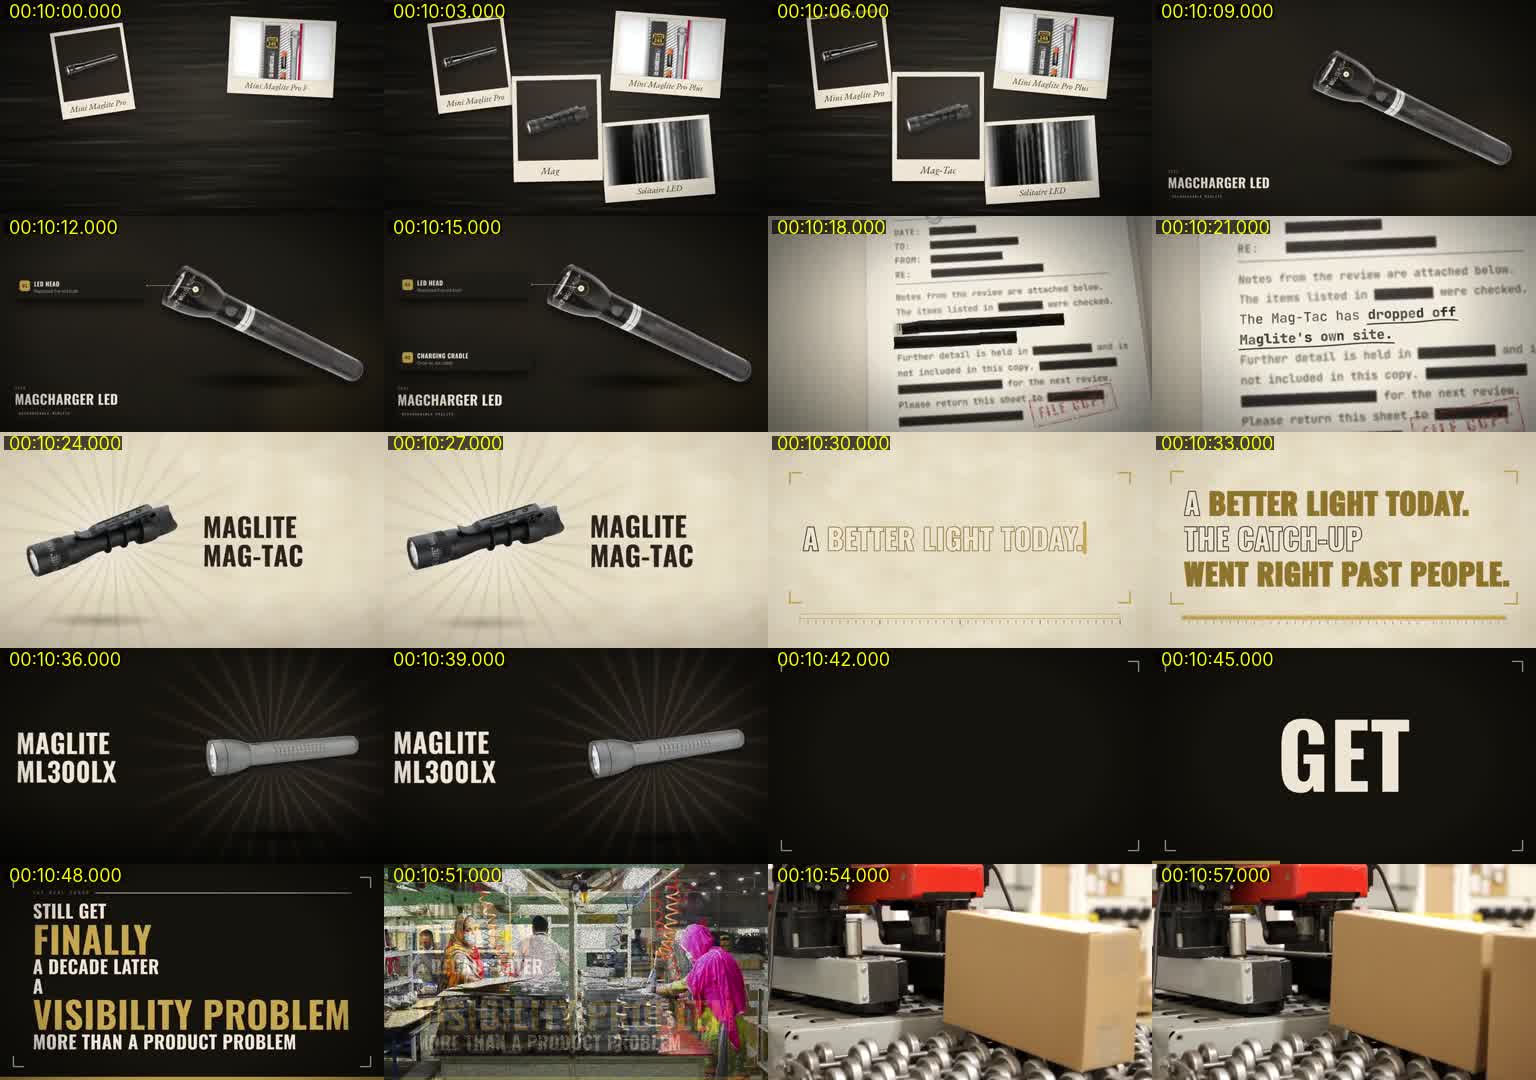 00:10:00.000
Mini Maglite Pro
Mini Maglite Pro P
00:10:03.000
Mini Maglite Pro
Mini Maglite Pro Plus
Mag
Solitaire LED
00:10:06.000
Mini Maglite Pro
Mini Maglite Pro Plus
Mag-Tac
Solitaire LED
00:10:09.000
MAGCHARGER LED
00:10:12.000
LED HEAD
MAGCHARGER LED
00:10:15.000
LED HEAD
CHARGING CRADLE
MAGCHARGER LED
00:10:18.000
DATE:
TO:
FROM:
RE:
Notes from the review are attached below.
The items listed in were checked.
Further detail is held in and is
not included in this copy.
for the next review.
Please return this sheet to
FILE COPY
00:10:21.000
RE:
Notes from the review are attached below.
The items listed in were checked.
The Mag-Tac has dropped off
Maglite's own site.
Further detail is held in and i
not included in this copy.
for the next review.
Please return this sheet to
FILE COPY
00:10:24.000
MAGLITE
MAG-TAC
00:10:27.000
MAGLITE
MAG-TAC
00:10:30.000
A BETTER LIGHT TODAY.
00:10:33.000
A BETTER LIGHT TODAY.
THE CATCH-UP
WENT RIGHT PAST PEOPLE.
00:10:36.000
MAGLITE
ML300LX
00:10:39.000
MAGLITE
ML300LX
00:10:42.000
00:10:45.000
GET
00:10:48.000
STILL GET
FINALLY
A DECADE LATER
A
VISIBILITY PROBLEM
MORE THAN A PRODUCT PROBLEM
00:10:51.000
A DECADE LATER
VISIBILITY PROBLEM
MORE THAN A PRODUCT PROBLEM
00:10:54.000
00:10:57.000